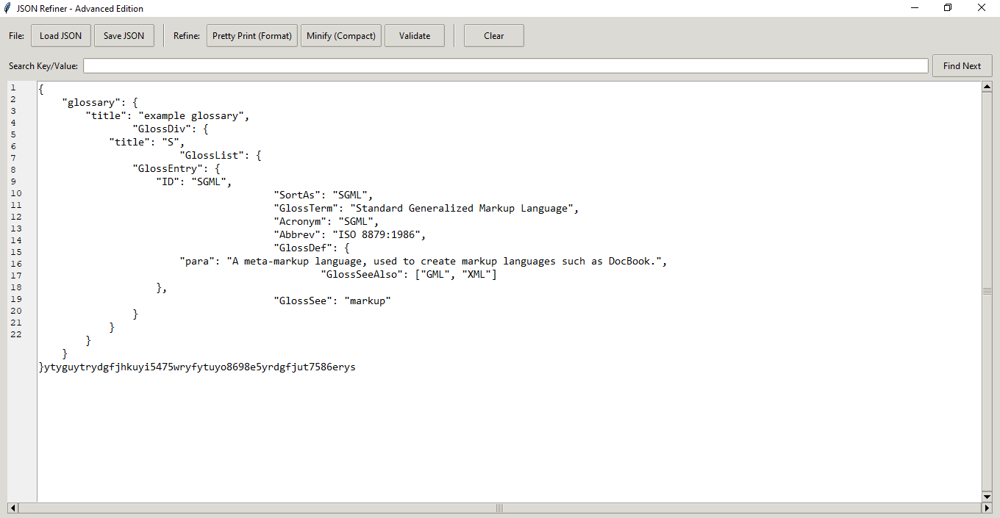 JSON Refiner - Advanced Edition
File: Load JSON Save JSON Refine: Pretty Print (Format) Minify (Compact) Validate Clear
Search Key/Value: Find Next
1 {
2     "glossary": {
3         "title": "example glossary",
4                 "GlossDiv": {
5             "title": "S",
6                         "GlossList": {
7                 "GlossEntry": {
8                     "ID": "SGML",
9                                         "SortAs": "SGML",
10                                         "GlossTerm": "Standard Generalized Markup Language",
11                                         "Acronym": "SGML",
12                                         "Abbrev": "ISO 8879:1986",
13                                         "GlossDef": {
14                         "para": "A meta-markup language, used to create markup languages such as DocBook.",
15                                                 "GlossSeeAlso": ["GML", "XML"]
16                     },
17                                         "GlossSee": "markup"
18                 }
19             }
20         }
21     }
22 }ytyguytrydgfjhkuyi5475wryfytuyo8698e5yrdgfjut7586erys